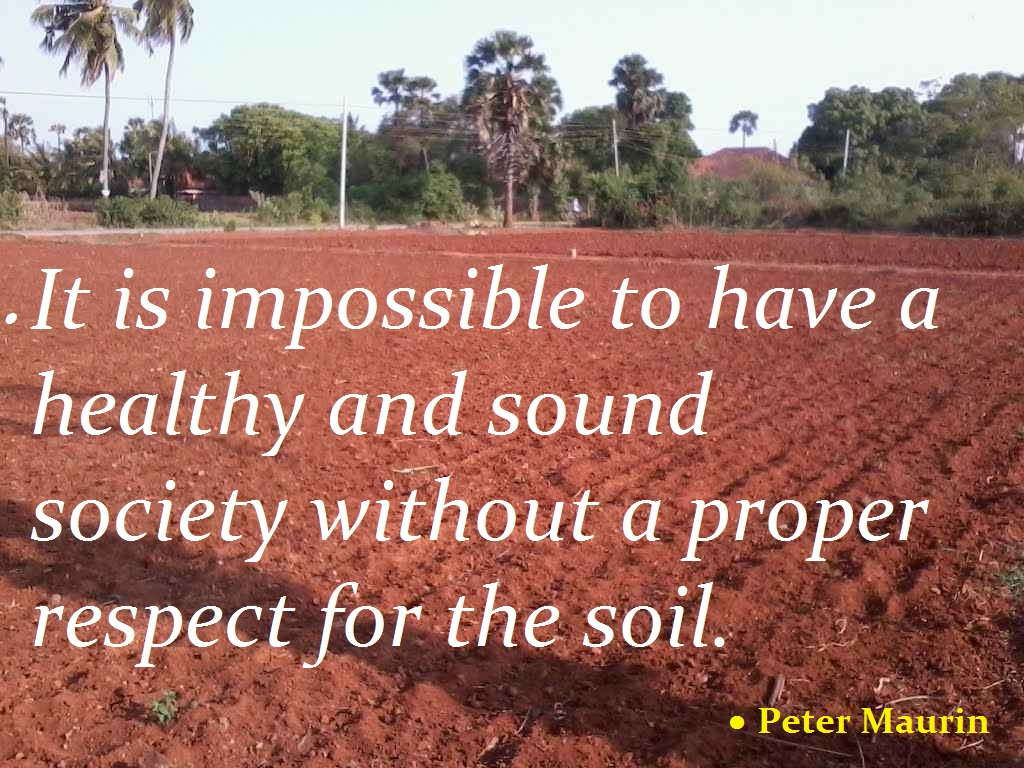 . It is impossible to have a
healthy and sound
society without a proper
respect for the soil.
• Peter Maurin